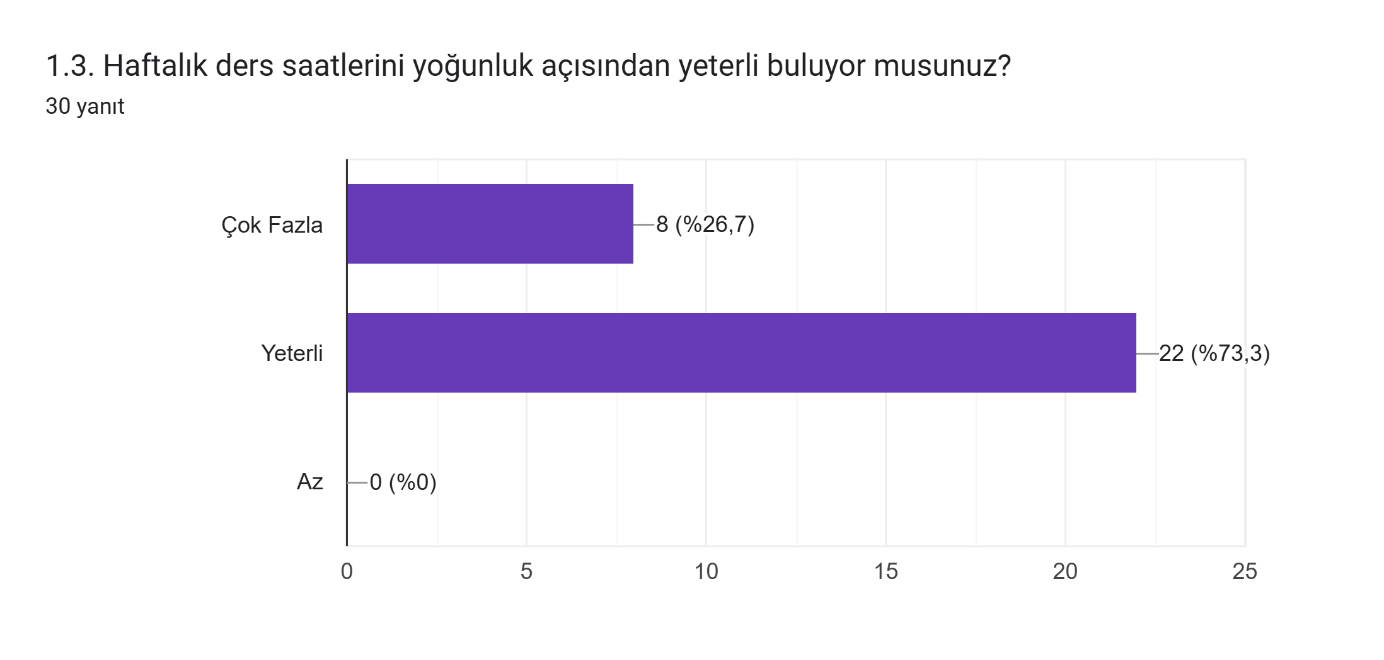 1.3. Haftalık ders saatlerini yoğunluk açısından yeterli buluyor musunuz?
30 yanıt
Çok Fazla
8 (%26,7)
Yeterli
22 (%73,3)
Az
0 (%0)
0 5 10 15 20 25